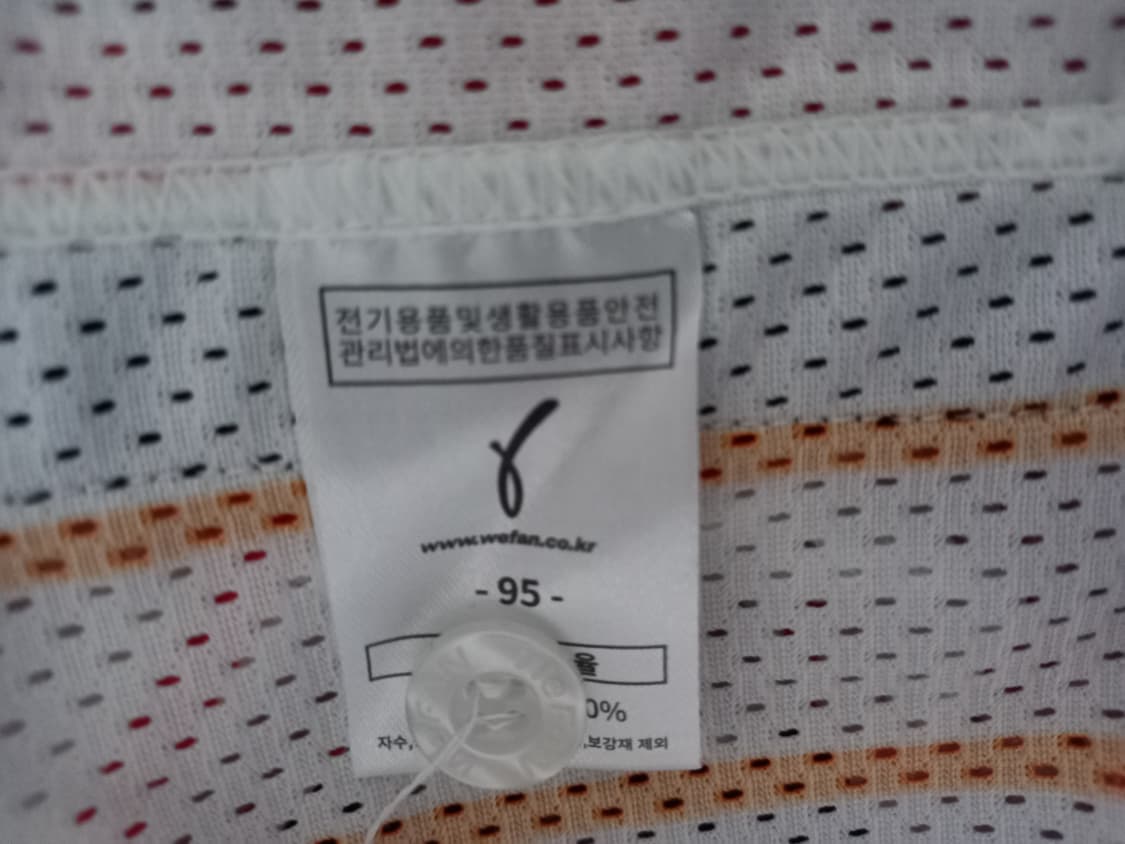 전기용품및생활용품안전
관리법에의한품질표시사항
www.wefan.co.kr
- 95 -
율
0%
자수, ,보강재 제외